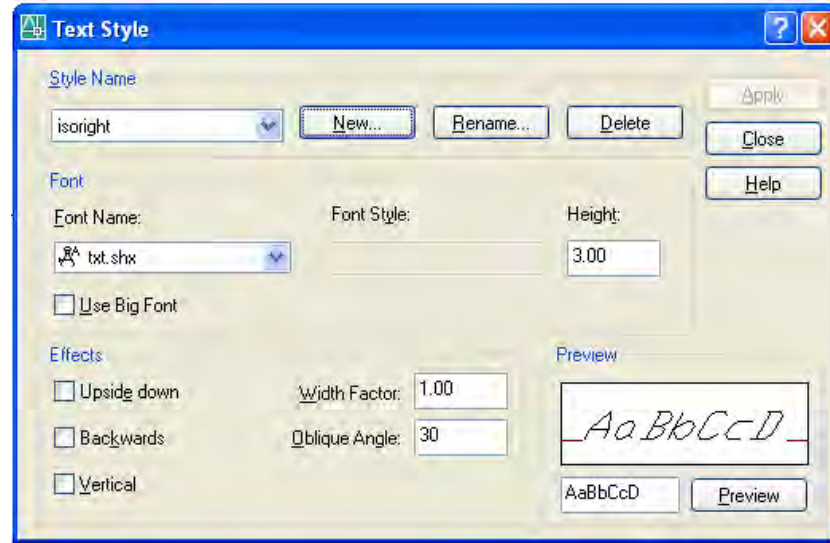 Text Style
Style Name
Apply
isoright New... Rename... Delete
Close
Font
Help
Font Name: Font Style: Height:
txt.shx 3.00
Use Big Font
Effects Preview
Upside down Width Factor: 1.00
AaBbCcD
Backwards Oblique Angle: 30
Vertical
AaBbCcD Preview